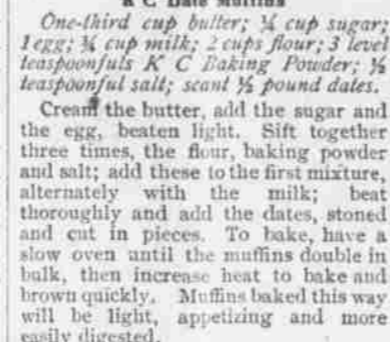 K C Date Muffins
One-third cup butter; ¼ cup sugar;
1 egg; ¾ cup milk; 2 cups flour; 3 level
teaspoonfuls K C Baking Powder; ½
teaspoonful salt; scant ½ pound dates.
Cream the butter, add the sugar and
the egg, beaten light. Sift together
three times, the flour, baking powder
and salt; add these to the first mixture,
alternately with the milk; beat
thoroughly and add the dates, stoned
and cut in pieces. To bake, have a
slow oven until the muffins double in
bulk, then increase heat to bake and
brown quickly. Muffins baked this way
will be light, appetizing and more
easily digested.